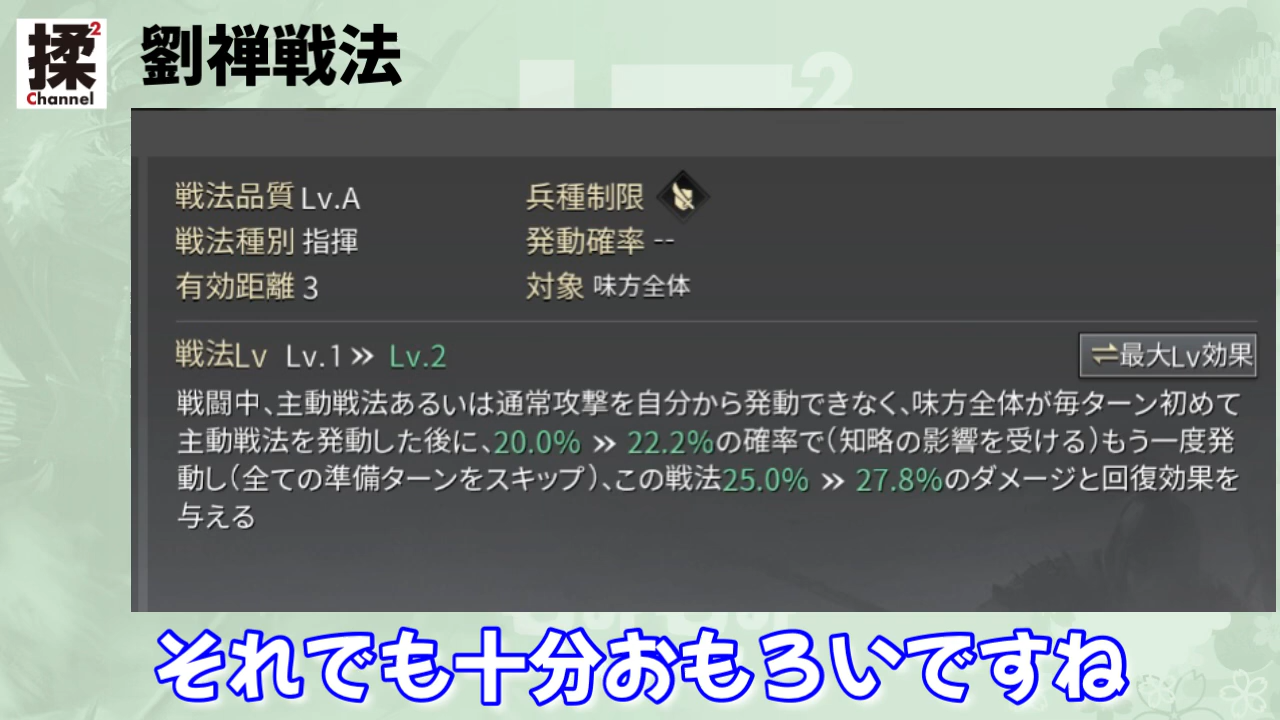 揉2
Channel
劉禅戦法
戦法品質 Lv.A
兵種制限
戦法種別 指揮
発動確率 --
有効距離 3
対象 味方全体
戦法Lv Lv.1 » Lv.2
⇌最大Lv効果
戦闘中、主動戦法あるいは通常攻撃を自分から発動できなく、味方全体が毎ターン初めて
主動戦法を発動した後に、20.0% » 22.2%の確率で(知略の影響を受ける)もう一度発
動し(全ての準備ターンをスキップ)、この戦法25.0% » 27.8%のダメージと回復効果を
与える
それでも十分おもろいですね